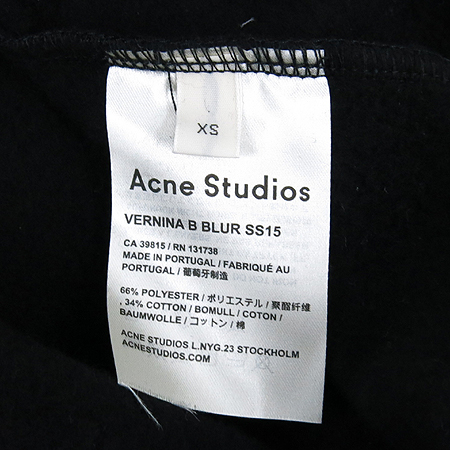 XS
Acne Studios
VERNINA B BLUR SS15
CA 39815 / RN 131738
MADE IN PORTUGAL / FABRIQUÉ AU
PORTUGAL / 葡萄牙制造
66% POLYESTER / ポリエステル / 聚酯纤维
, 34% COTTON / BOMULL / COTON /
BAUMWOLLE / コットン / 棉
ACNE STUDIOS L.NYG.23 STOCKHOLM
ACNESTUDIOS.COM